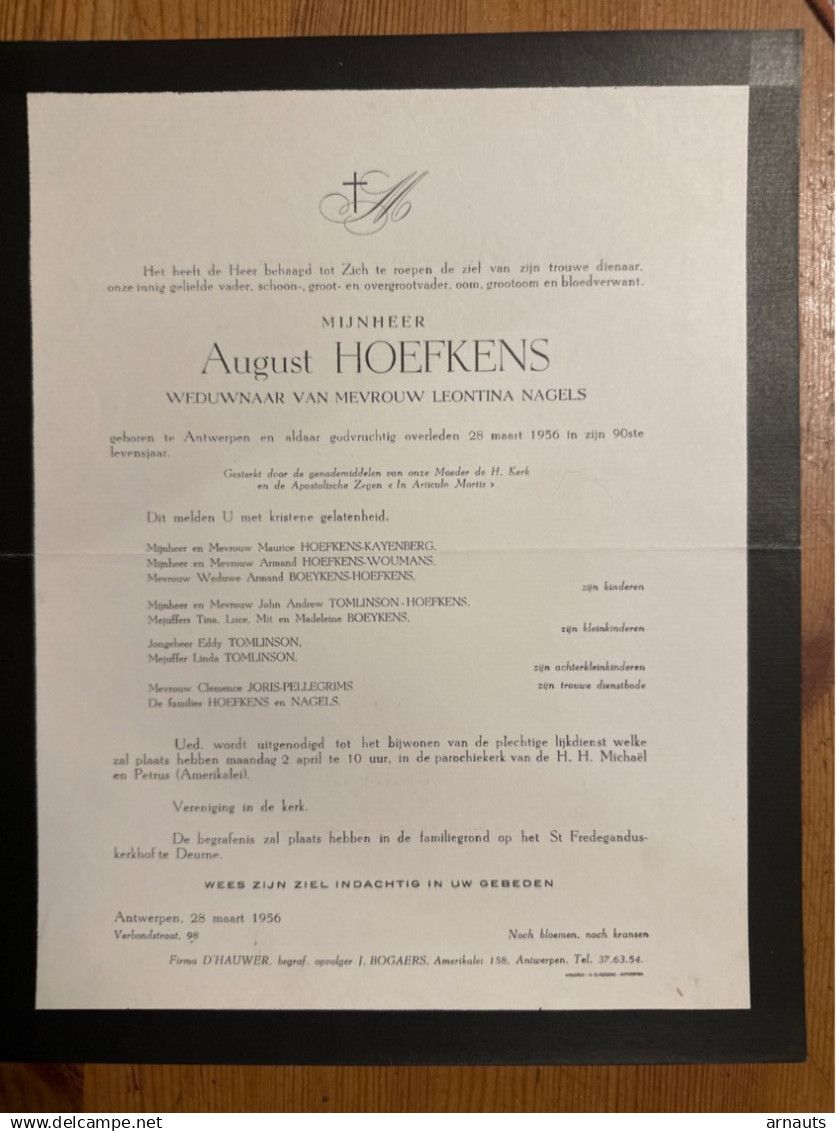 Het heeft de Heer behaagd tot Zich te roepen de ziel van zijn trouwe dienaar,
onze innig geliefde vader, schoon-, groot- en overgrootvader, oom, grootoom en bloedverwant.
MIJNHEER
August HOEFKENS
WEDUWNAAR VAN MEVROUW LEONTINA NAGELS
geboren te Antwerpen en aldaar godvruchtig overleden 28 maart 1956 in zijn 90ste
levensjaar.
Gesterkt door de genademiddelen van onze Moeder de H. Kerk
en de Apostolische Zegen « In Articulo Mortis »
Dit melden U met kristene gelatenheid,
Mijnheer en Mevrouw Maurice HOEFKENS-KAYENBERG,
Mijnheer en Mevrouw Armand HOEFKENS-WOUMANS,
Mevrouw Weduwe Armand BOEYKENS-HOEFKENS,
zijn kinderen
Mijnheer en Mevrouw John Andrew TOMLINSON-HOEFKENS,
Mejuffers Tina, Luce, Mit en Madeleine BOEYKENS,
zijn kleinkinderen
Jongeheer Eddy TOMLINSON,
Mejuffer Linda TOMLINSON,
zijn achterkleinkinderen
Mevrouw Clemence JORIS-PELLEGRIMS zijn trouwe dienstbode
De families HOEFKENS en NAGELS,
Ued. wordt uitgenodigd tot het bijwonen van de plechtige lijkdienst welke
zal plaats hebben maandag 2 april te 10 uur, in de parochiekerk van de H. H. Michaël
en Petrus (Amerikalei).
Vereniging in de kerk.
De begrafenis zal plaats hebben in de familiegrond op het St Fredegandus-
kerkhof te Deurne.
WEES ZIJN ZIEL INDACHTIG IN UW GEBEDEN
Antwerpen, 28 maart 1956
Verbondstraat, 98 Noch bloemen, noch kransen
Firma D'HAUWER, begraf. opvolger J. BOGAERS, Amerikalei 158, Antwerpen, Tel. 37.63.54.
arnauts